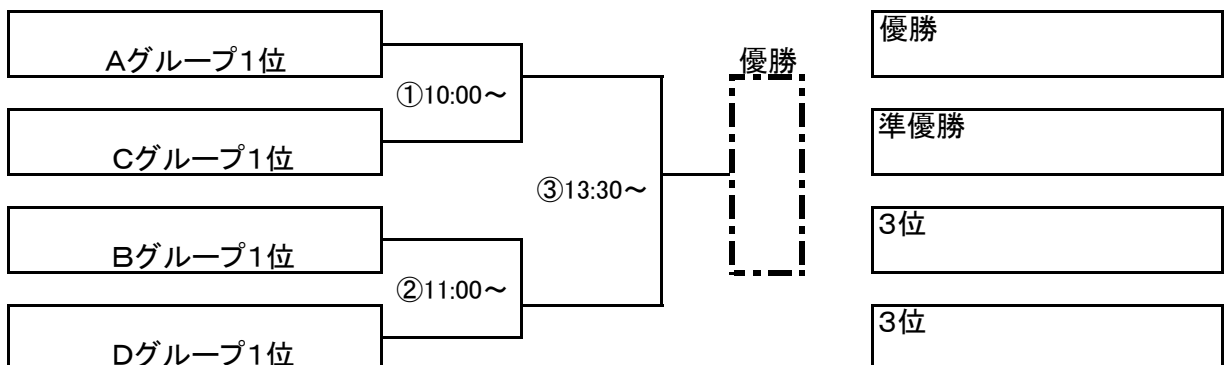 Aグループ1位
①10:00～
Cグループ1位
③13:30～
Bグループ1位
②11:00～
Dグループ1位
優勝
優勝
準優勝
3位
3位